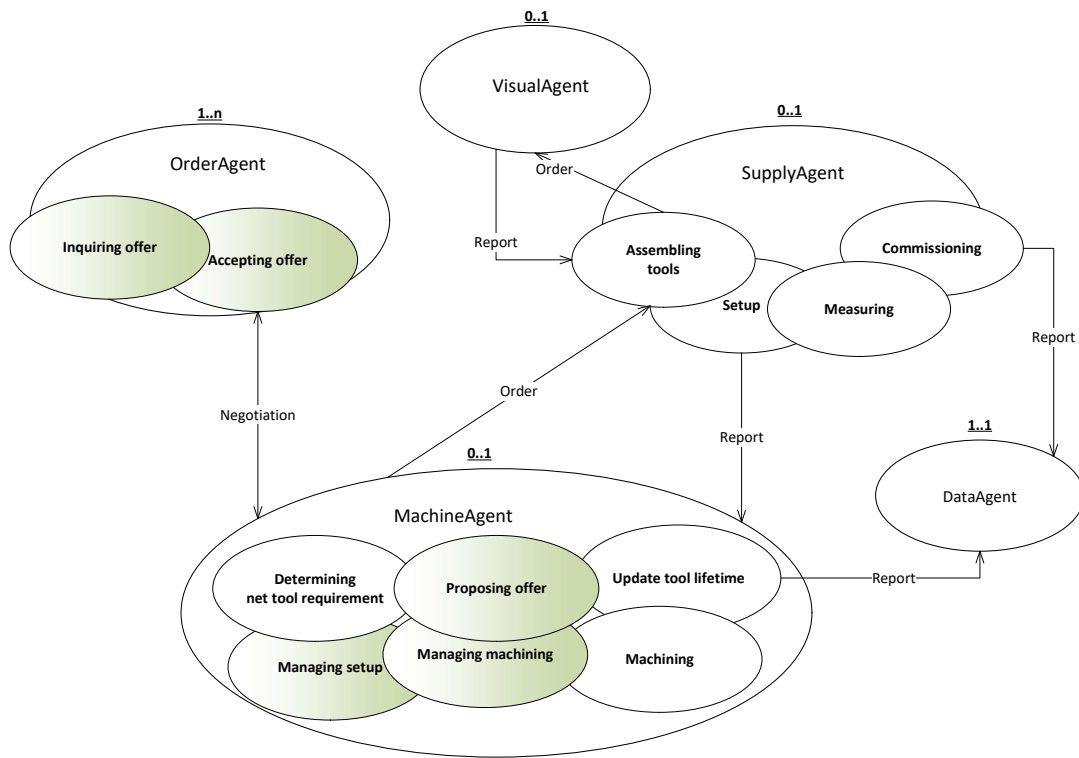 0..1
VisualAgent
1..n
OrderAgent
Inquiring offer
Accepting offer
0..1
SupplyAgent
Order
Report
Assembling
tools
Commissioning
Setup
Measuring
Report
Order
Negotiation
Report
1..1
DataAgent
0..1
MachineAgent
Determining
net tool requirement
Proposing offer
Update tool lifetime
Report
Managing setup
Managing machining
Machining